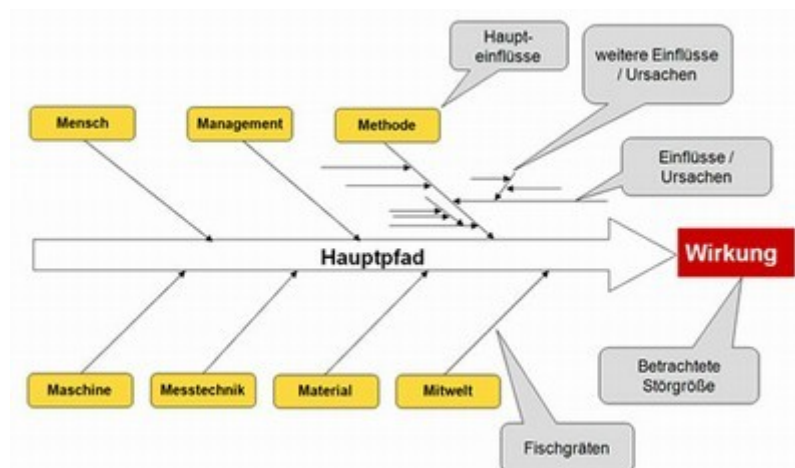 Haupt-
einflüsse
weitere Einflüsse
/ Ursachen
Mensch
Management
Methode
Einflüsse /
Ursachen
Hauptpfad
Wirkung
Maschine
Messtechnik
Material
Mitwelt
Betrachtete
Störgröße
Fischgräten